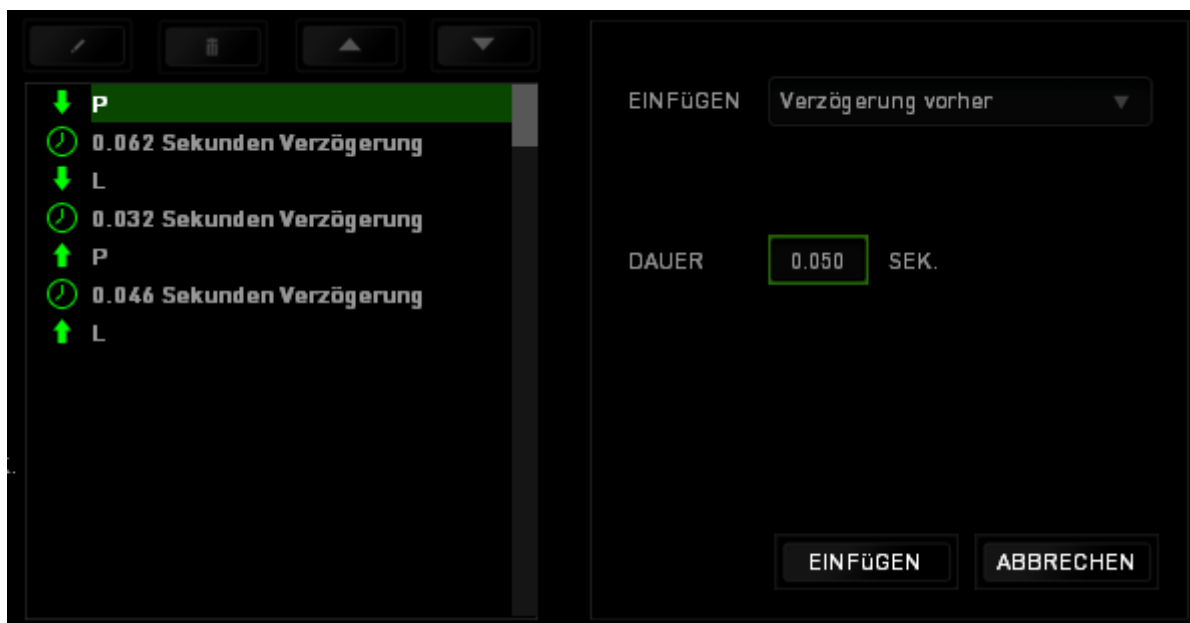 P
0.062 Sekunden Verzögerung
L
0.032 Sekunden Verzögerung
P
0.046 Sekunden Verzögerung
L
EINFüGEN Verzögerung vorher
DAUER 0.050 SEK.
EINFüGEN ABBRECHEN